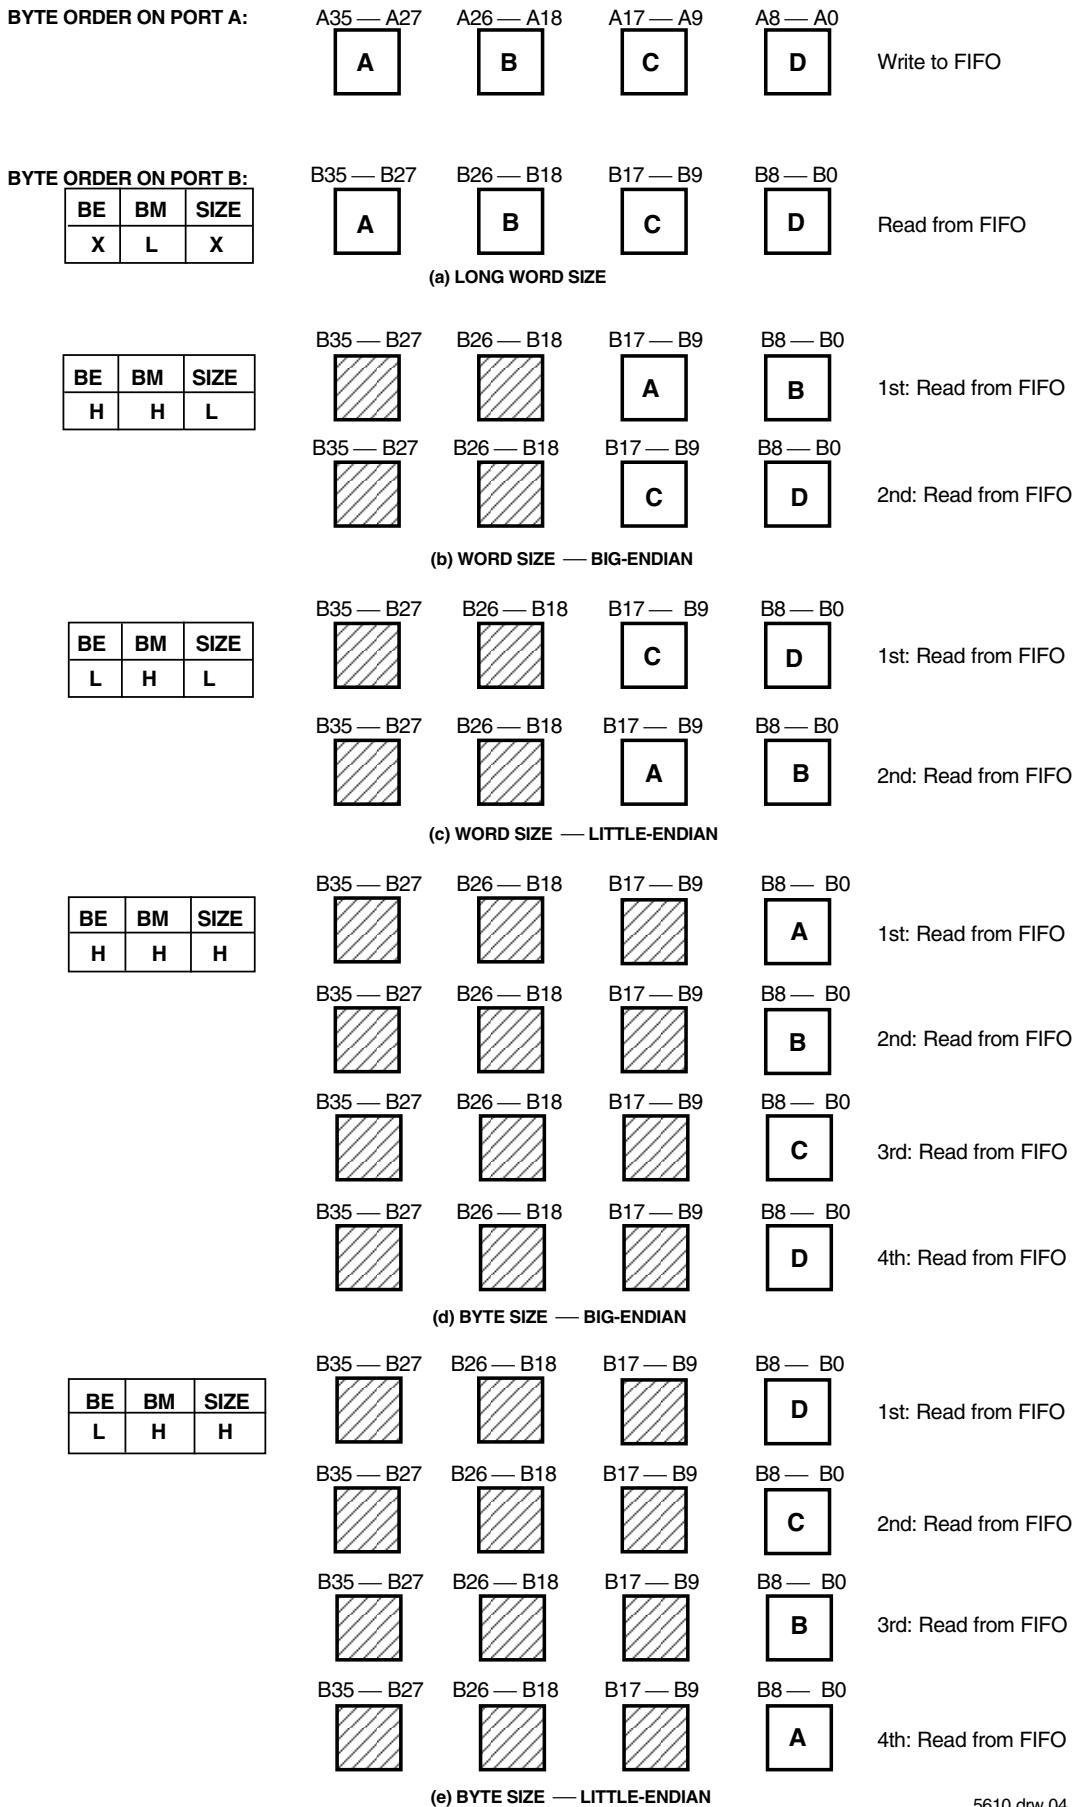 BYTE ORDER ON PORT A:
A35 — A27 A26 — A18 A17 — A9 A8 — A0
A B C D Write to FIFO
BYTE ORDER ON PORT B:
B35 — B27 B26 — B18 B17 — B9 B8 — B0
BE BM SIZE
X L X
A B C D Read from FIFO
(a) LONG WORD SIZE
B35 — B27 B26 — B18 B17 — B9 B8 — B0
BE BM SIZE
H H L
A B 1st: Read from FIFO
B35 — B27 B26 — B18 B17 — B9 B8 — B0
C D 2nd: Read from FIFO
(b) WORD SIZE — BIG-ENDIAN
B35 — B27 B26 — B18 B17 — B9 B8 — B0
BE BM SIZE
L H L
C D 1st: Read from FIFO
B35 — B27 B26 — B18 B17 — B9 B8 — B0
A B 2nd: Read from FIFO
(c) WORD SIZE — LITTLE-ENDIAN
B35 — B27 B26 — B18 B17 — B9 B8 — B0
BE BM SIZE
H H H
A 1st: Read from FIFO
B35 — B27 B26 — B18 B17 — B9 B8 — B0
B 2nd: Read from FIFO
B35 — B27 B26 — B18 B17 — B9 B8 — B0
C 3rd: Read from FIFO
B35 — B27 B26 — B18 B17 — B9 B8 — B0
D 4th: Read from FIFO
(d) BYTE SIZE — BIG-ENDIAN
B35 — B27 B26 — B18 B17 — B9 B8 — B0
BE BM SIZE
L H H
D 1st: Read from FIFO
B35 — B27 B26 — B18 B17 — B9 B8 — B0
C 2nd: Read from FIFO
B35 — B27 B26 — B18 B17 — B9 B8 — B0
B 3rd: Read from FIFO
B35 — B27 B26 — B18 B17 — B9 B8 — B0
A 4th: Read from FIFO
(e) BYTE SIZE — LITTLE-ENDIAN
5610 drw 04